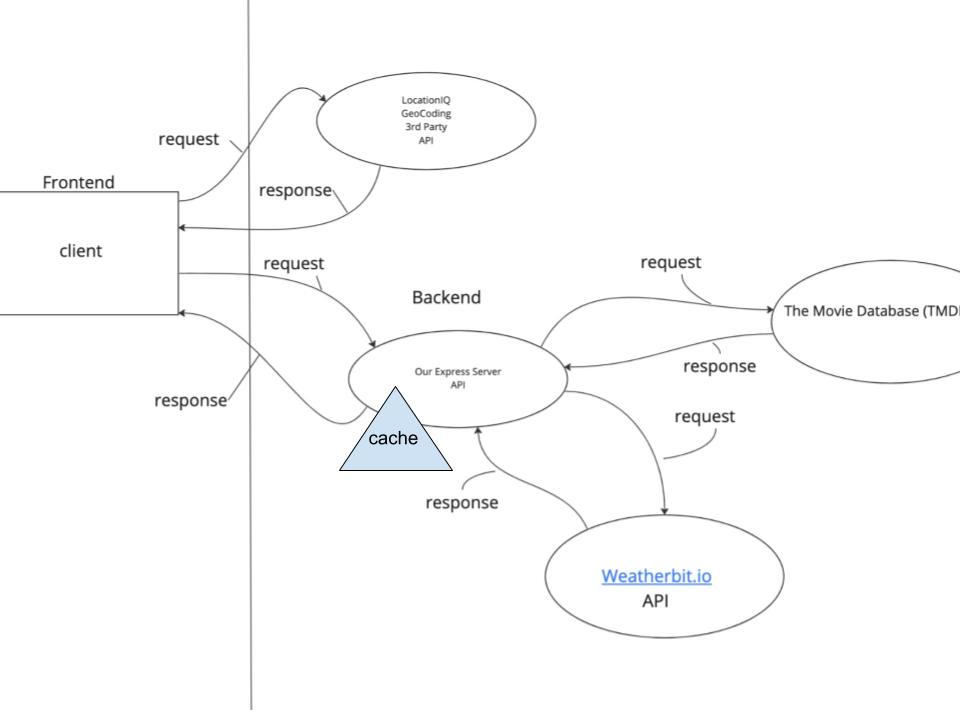 LocationIQ
GeoCoding
3rd Party
API
request
Frontend
response
client
request
request
Backend
The Movie Database (TMD
Our Express Server
API
response
response
request
cache
response
Weatherbit.io
API